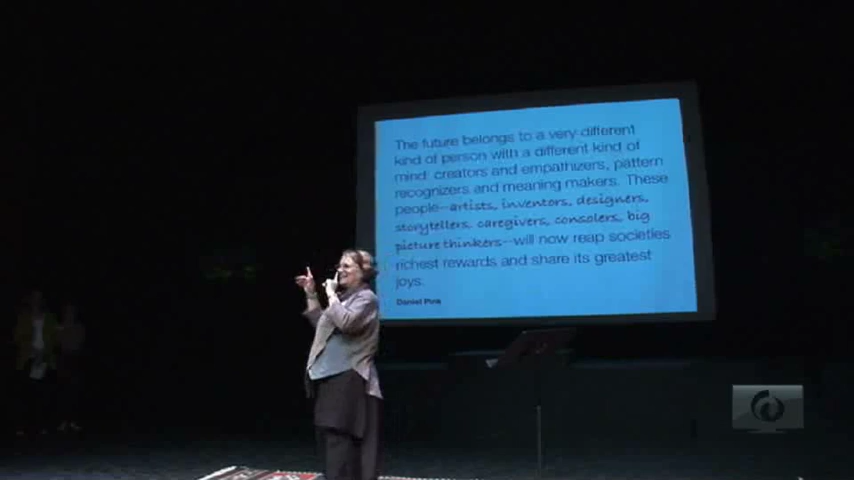 The future belongs to a very different
kind of person with a different kind of
mind: creators and empathizers, pattern
recognizers and meaning makers. These
people—artists, inventors, designers,
storytellers, caregivers, consolers, big
picture thinkers—will now reap societies
richest rewards and share its greatest
joys.
Daniel Pink